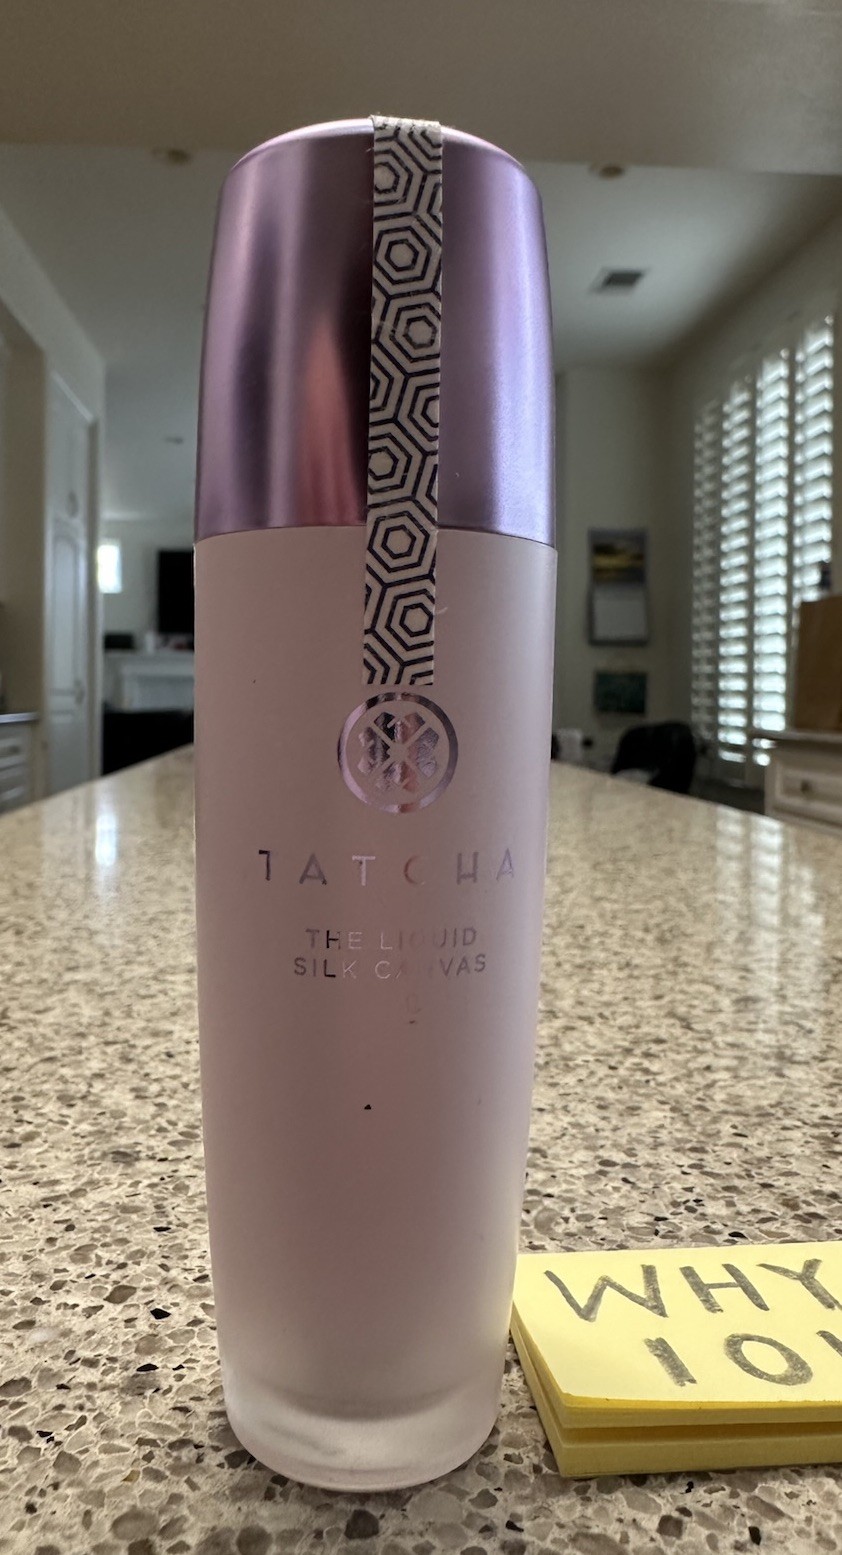 TATCHA
THE LIQUID
SILK CANVAS
WHY